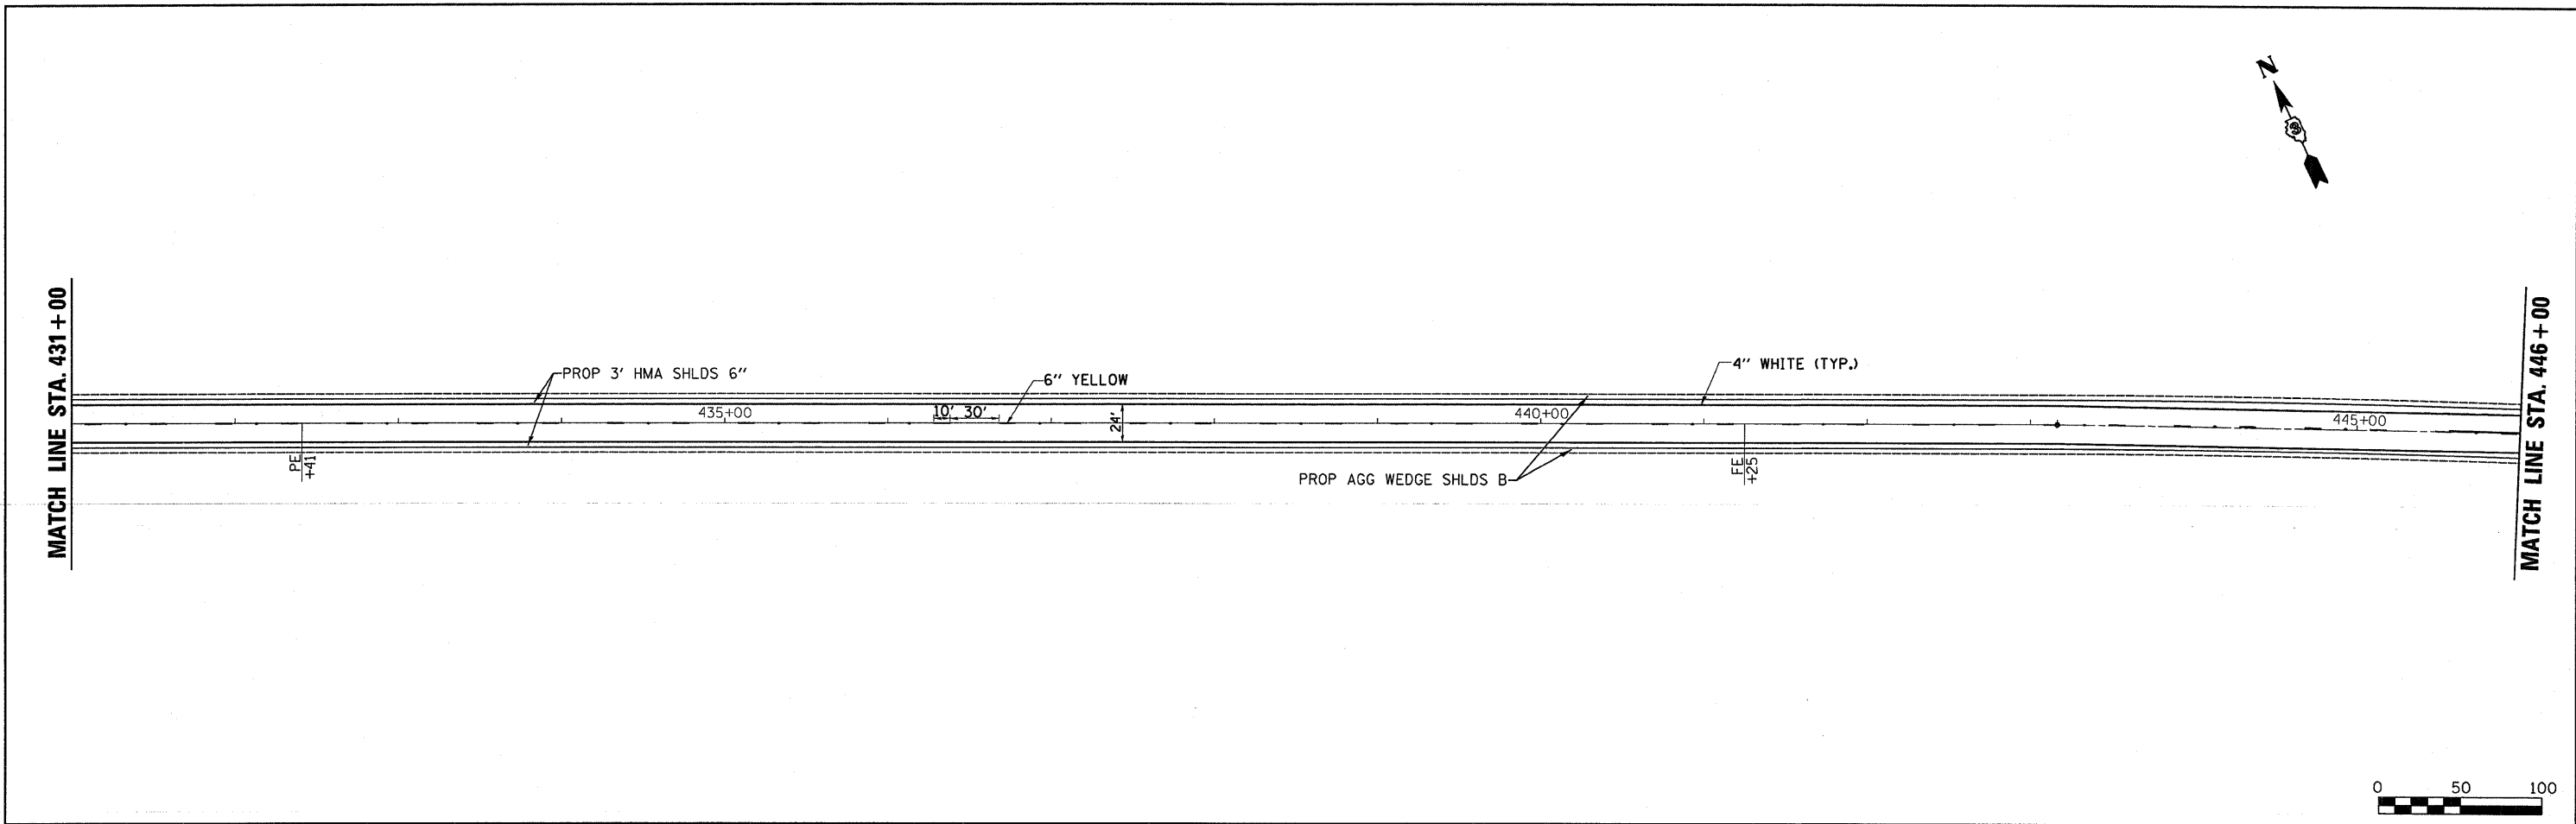 N
MATCH LINE STA. 431+00
PROP 3' HMA SHLDS 6"
6" YELLOW
4" WHITE (TYP.)
MATCH LINE STA. 446+00
435+00
10' 30'
24'
440+00
445+00
PE
+41
FE
+25
PROP AGG WEDGE SHLDS B
0 50 100